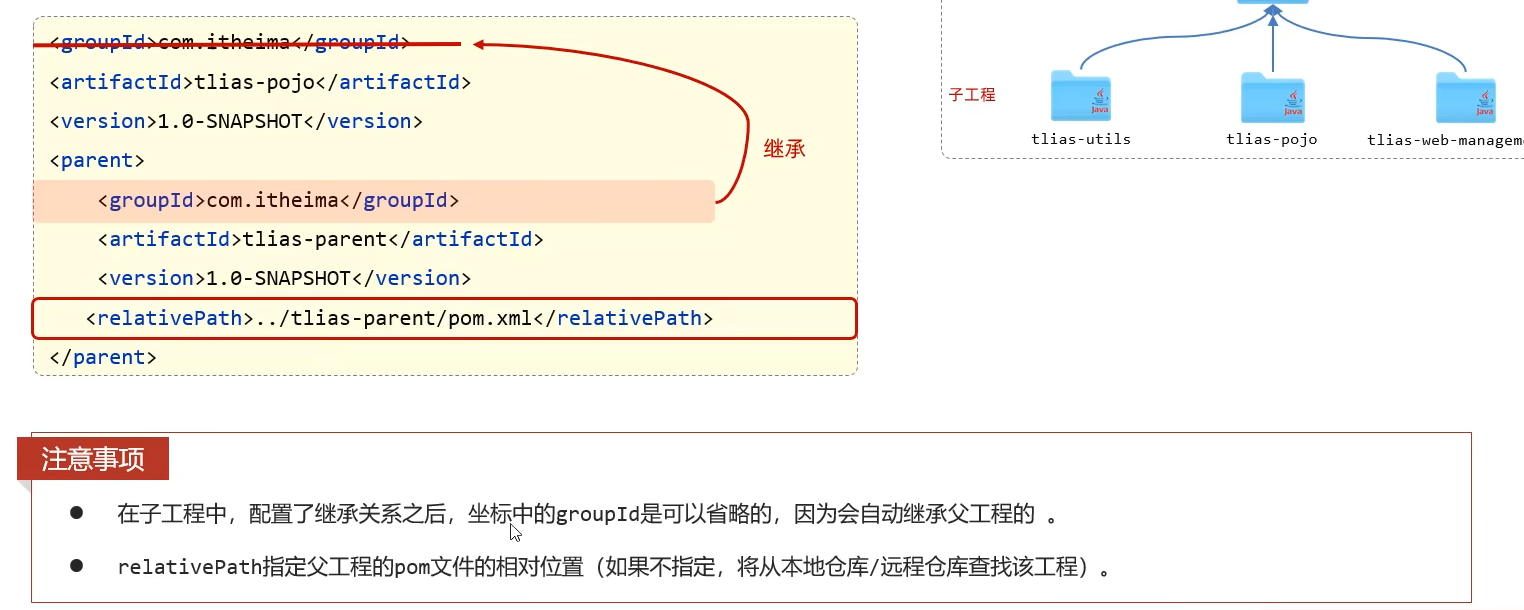 <groupId>com.itheima</groupId>
<artifactId>tlias-pojo</artifactId>
<version>1.0-SNAPSHOT</version>
<parent>
<groupId>com.itheima</groupId>
<artifactId>tlias-parent</artifactId>
<version>1.0-SNAPSHOT</version>
<relativePath>../tlias-parent/pom.xml</relativePath>
</parent>
继承
子工程
Java
Java
Java
tlias-utils
tlias-pojo
tlias-web-managem
注意事项
● 在子工程中，配置了继承关系之后，坐标中的groupId是可以省略的，因为会自动继承父工程的 。
● relativePath指定父工程的pom文件的相对位置（如果不指定，将从本地仓库/远程仓库查找该工程）。